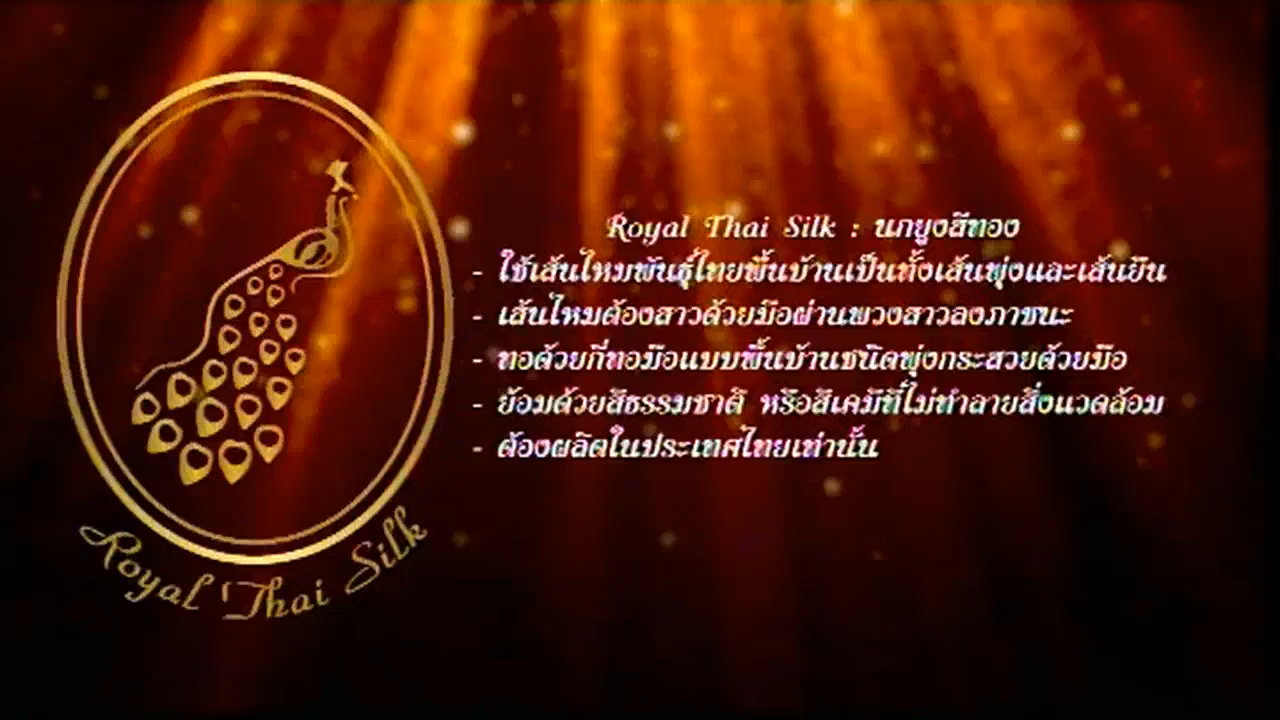 Royal Thai Silk : นกยูงสีทอง
- ใช้เส้นไหมพันธุ์ไทยพื้นบ้านเป็นทั้งเส้นพุ่งและเส้นยืน
- เส้นไหมต้องสาวด้วยมือผ่านพวงสาวลงภาชนะ
- ทอด้วยกี่ทอมือแบบพื้นบ้านชนิดพุ่งกระสวยด้วยมือ
- ย้อมด้วยสีธรรมชาติ หรือสีเคมีที่ไม่ทำลายสิ่งแวดล้อม
- ต้องผลิตในประเทศไทยเท่านั้น
Royal Thai Silk